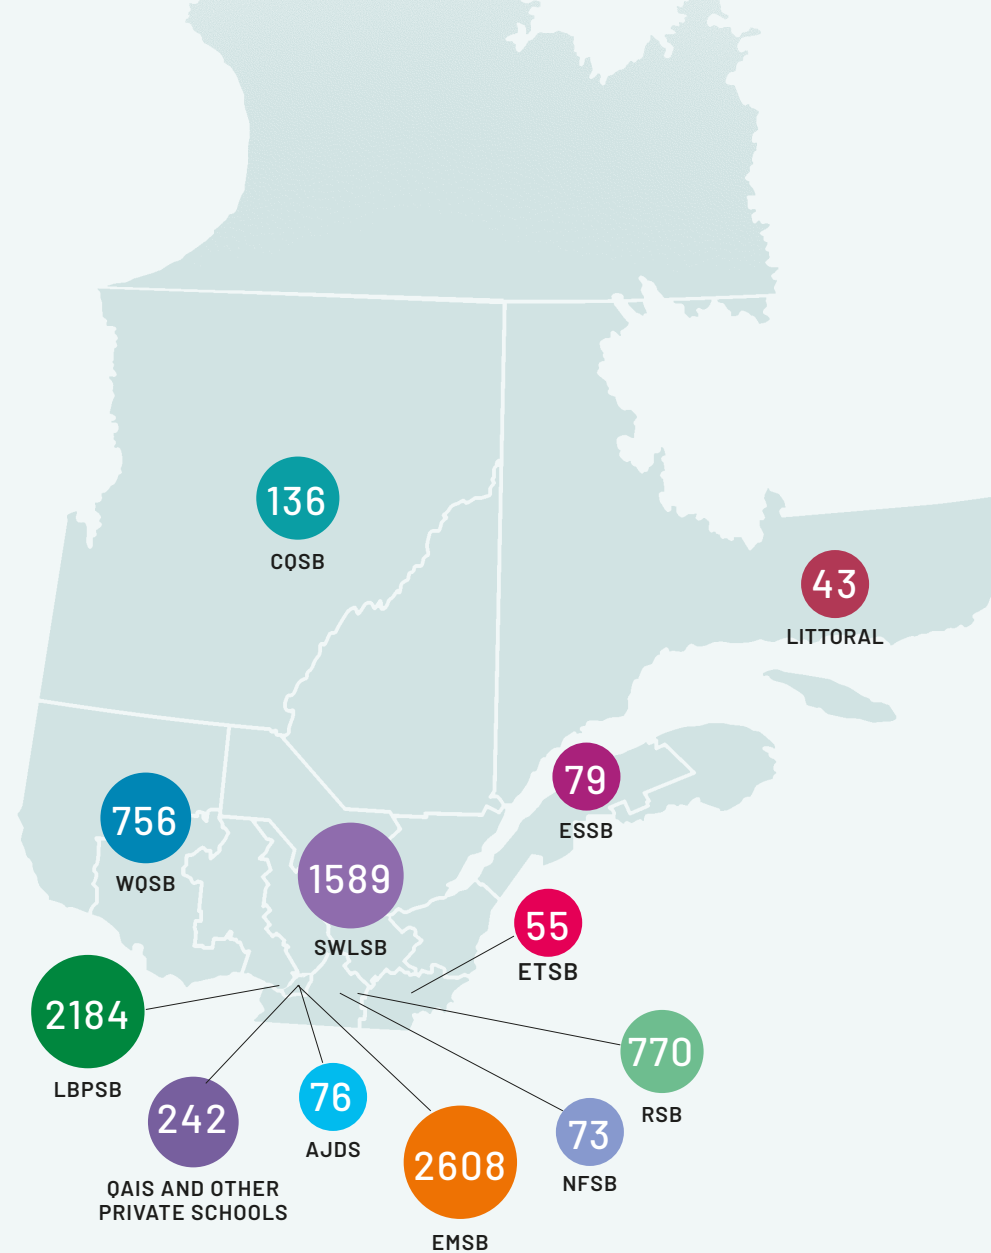 136
CQSB
43
LITTORAL
79
ESSB
756
WQSB
1589
SWLSB
55
ETSB
2184
LBPSB
770
RSB
242
QAIS AND OTHER
PRIVATE SCHOOLS
76
AJDS
73
NFSB
2608
EMSB